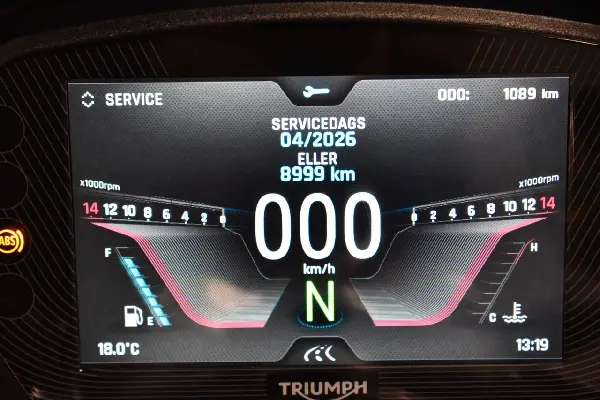 SERVICE
ODO: 1089 km
SERVICEDAGS
04/2026
ELLER
8999 km
x1000rpm
x1000rpm
14 12 10 8 6 4 2 0
0 2 4 6 8 10 12 14
000
km/h
ABS
F
H
N
E
C
18.0°C
13:19
TRIUMPH